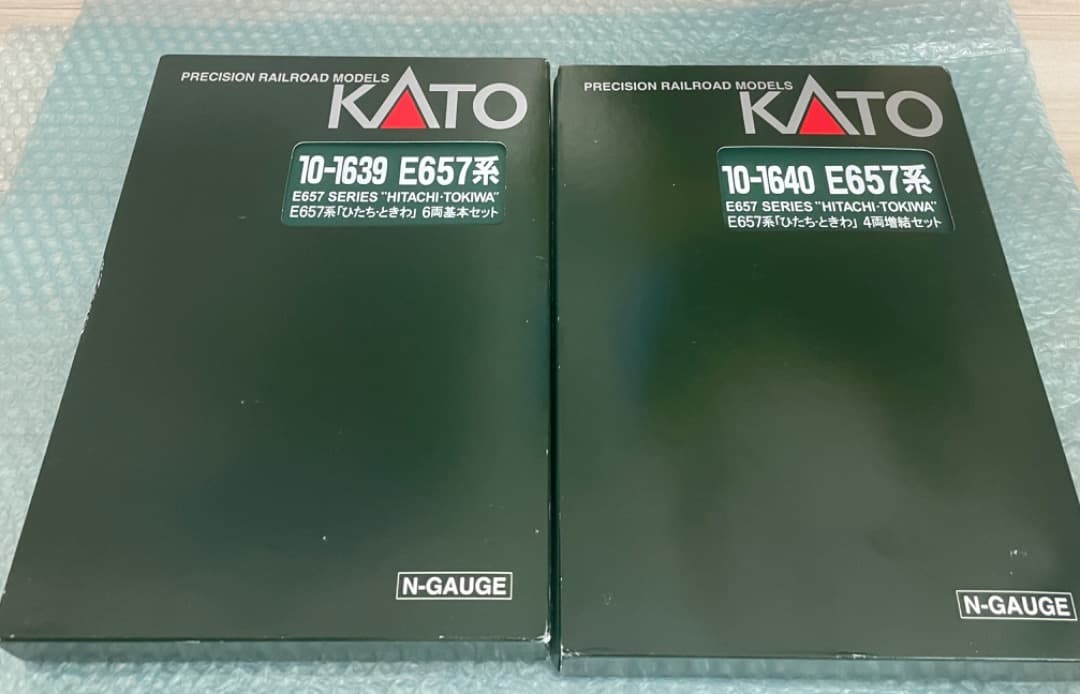 PRECISION RAILROAD MODELS
KATO
10-1639 E657系
E657 SERIES "HITACHI·TOKIWA"
E657系「ひたち・ときわ」 6両基本セット
N-GAUGE
PRECISION RAILROAD MODELS
KATO
10-1640 E657系
E657 SERIES "HITACHI·TOKIWA"
E657系「ひたち・ときわ」 4両増結セット
N-GAUGE